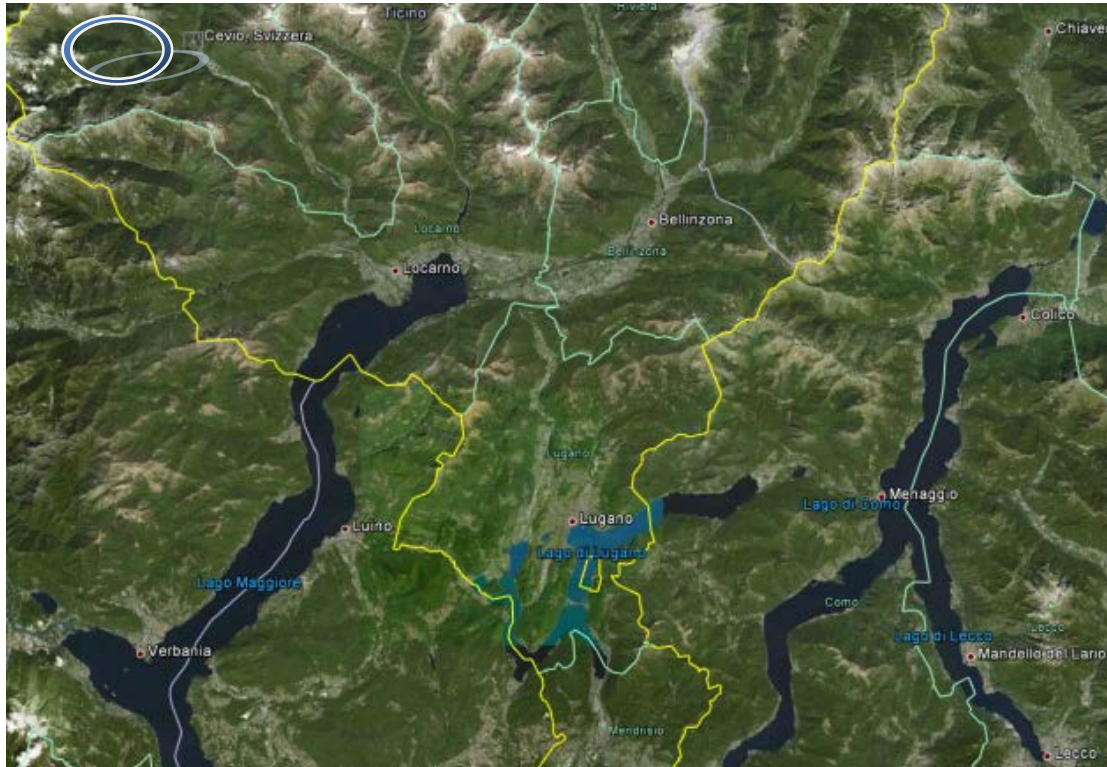 Riviera
Ticino
Chiaven
Cevio, Svizzera
Bellinzona
Locarno
Bellinzona
Locarno
Colico
Lugano
Menaggio
Lago di Como
Lugano
Luino
Lago di Lugano
Lago Maggiore
Como
Lecco
Lago di Lecco
Verbania
Mandello del Lario
Mendrisio
Lecco